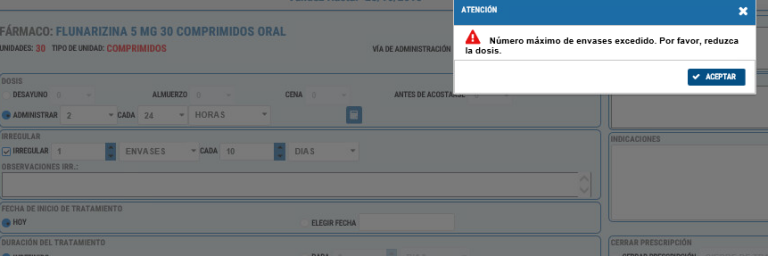 ATENCIÓN
Número máximo de envases excedido. Por favor, reduzca
la dosis.
ACEPTAR
FÁRMACO: FLUNARIZINA 5 MG 30 COMPRIMIDOS ORAL
UNIDADES: 30 TIPO DE UNIDAD: COMPRIMIDOS
VÍA DE ADMINISTRACIÓN
DOSIS
DESAYUNO ALMUERZO CENA ANTES DE ACOSTARSE
ADMINISTRAR 2 CADA 24 HORAS
IRREGULAR
IRREGULAR 1 ENVASES CADA 10 DIAS
OBSERVACIONES IRR.:
INDICACIONES
FECHA DE INICIO DE TRATAMIENTO
HOY ELEGIR FECHA
DURACIÓN DEL TRATAMIENTO
CERRAR PRESCRIPCIÓN